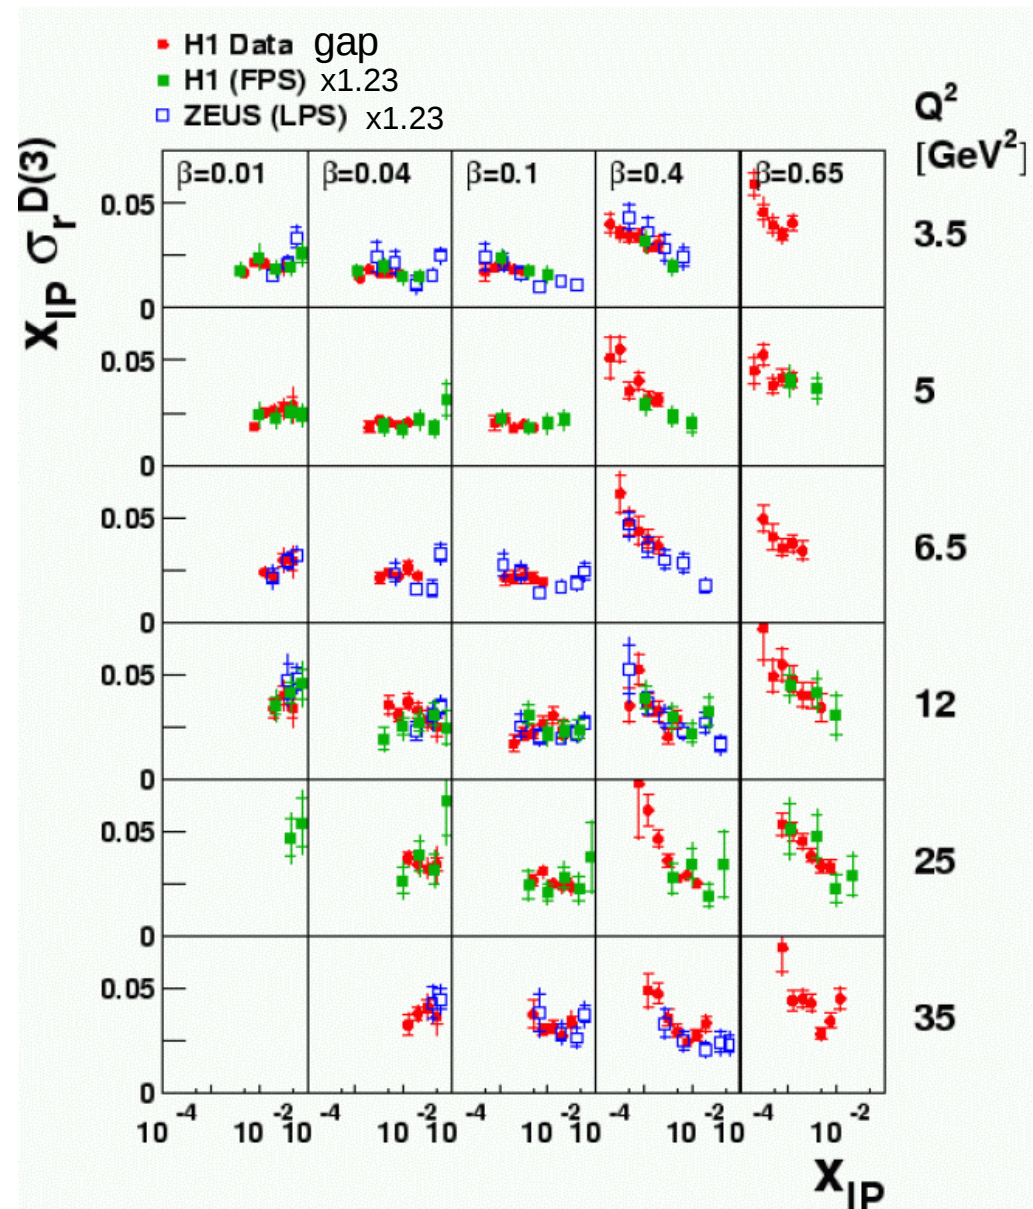 H1 Data gap
H1 (FPS) x1.23
ZEUS (LPS) x1.23
Q²
[GeV²]
x_IP σ_r^D(3)
β=0.01 β=0.04 β=0.1 β=0.4 β=0.65
0.05
0
3.5
0.05
0
5
0.05
0
6.5
0.05
0
12
0.05
0
25
0.05
0
35
10⁻⁴ 10⁻² 10⁻⁴ 10⁻² 10⁻⁴ 10⁻² 10⁻⁴ 10⁻² 10⁻⁴ 10⁻²
x_IP